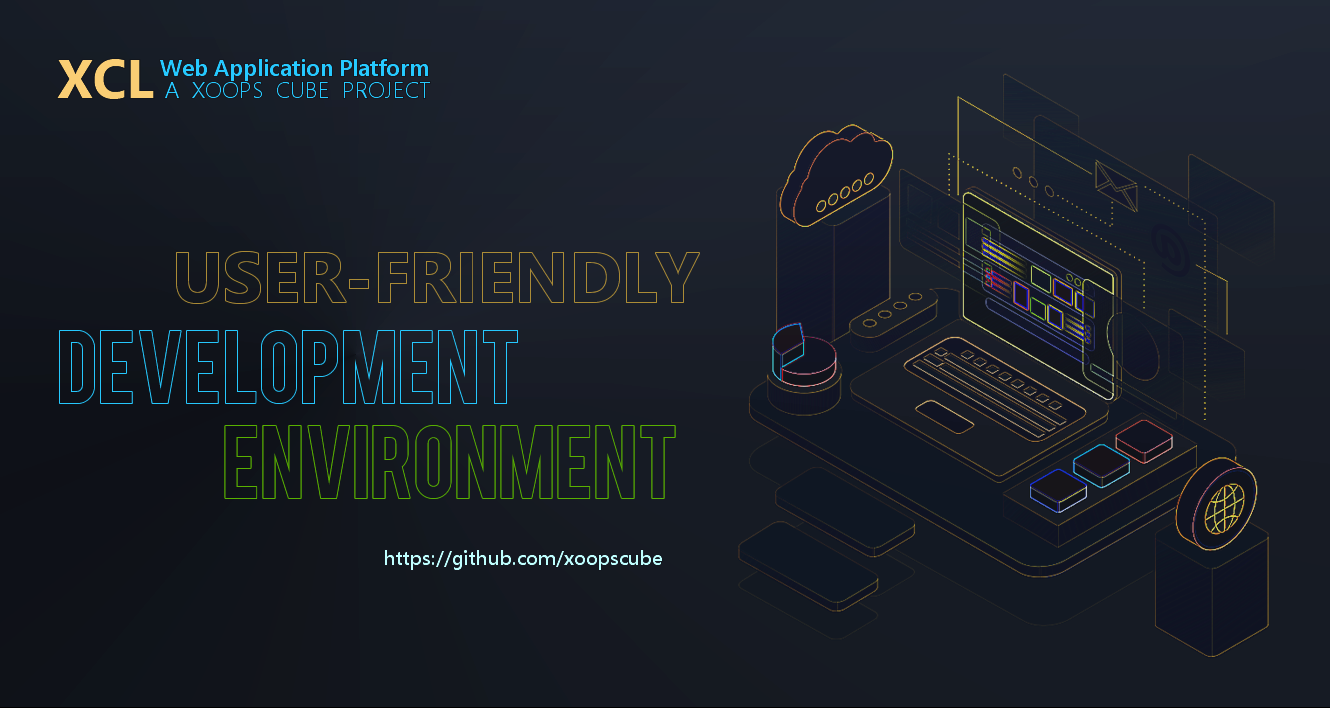 XCL Web Application Platform
A XOOPS CUBE PROJECT
USER-FRIENDLY
DEVELOPMENT
ENVIRONMENT
https://github.com/xoopscube